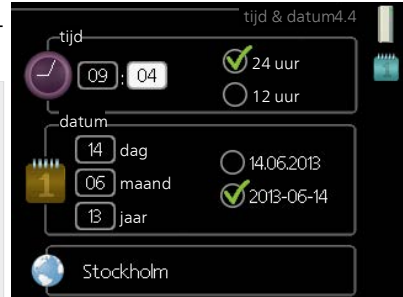 tijd & datum4.4
tijd
09 : 04
24 uur
12 uur
datum
14 dag
06 maand
13 jaar
14.06.2013
2013-06-14
Stockholm
1